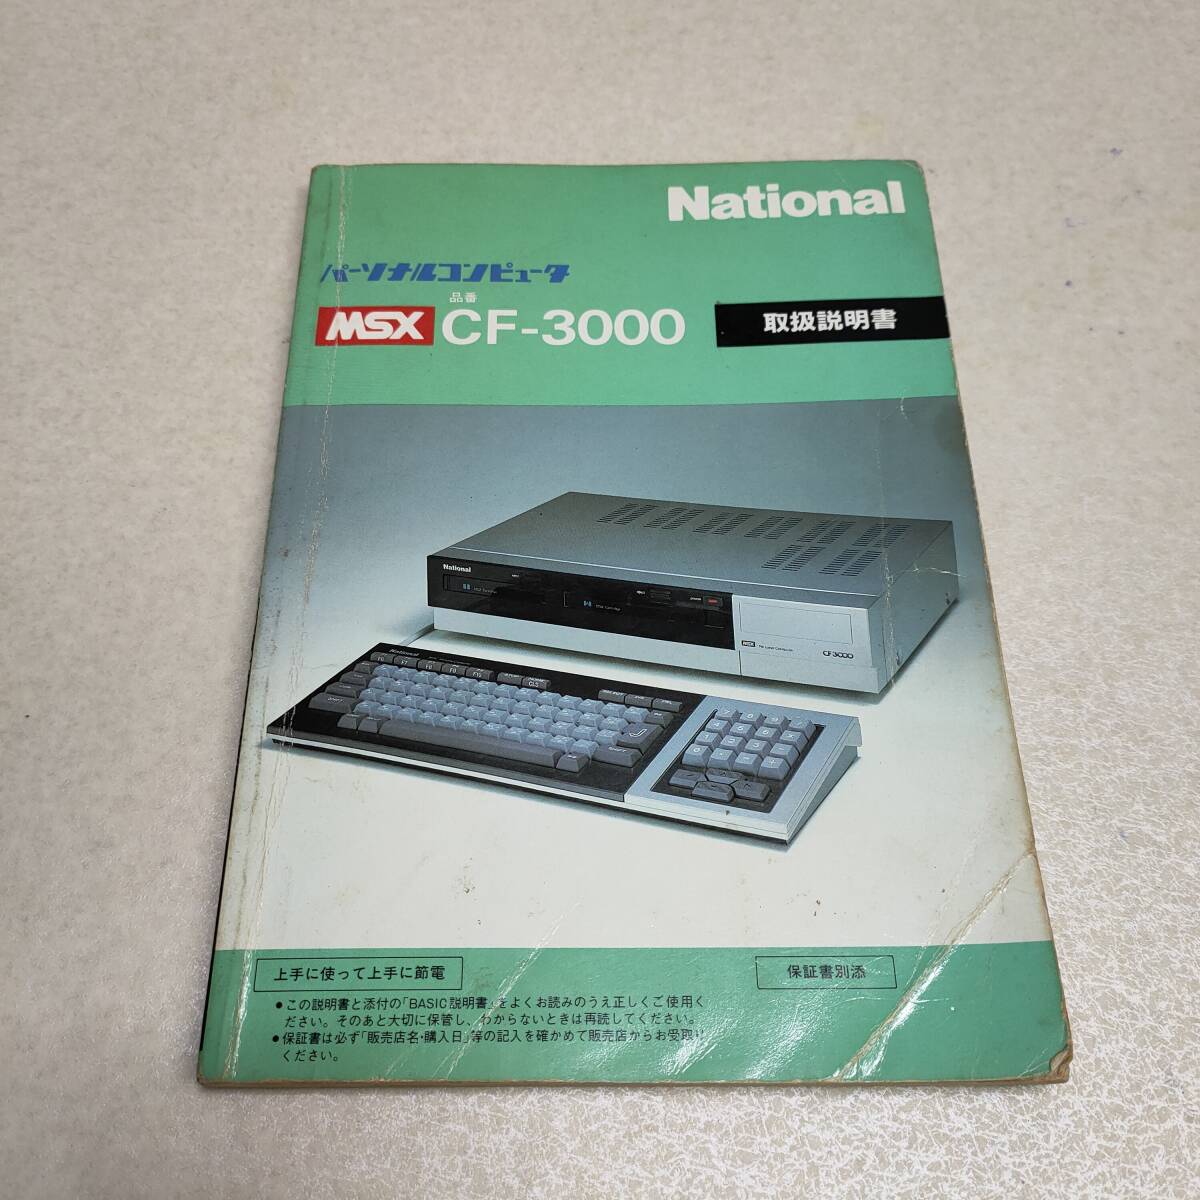 National
パーソナルコンピュータ
品番
MSX CF-3000
取扱説明書
National
MSX
CF-3000
National
上手に使って上手に節電
保証書別添
●この説明書と添付の「BASIC説明書」をよくお読みのうえ正しくご使用く
ださい。そのあと大切に保管し、わからないときは再読してください。
●保証書は必ず「販売店名・購入日」等の記入を確かめて販売店からお受取り
ください。